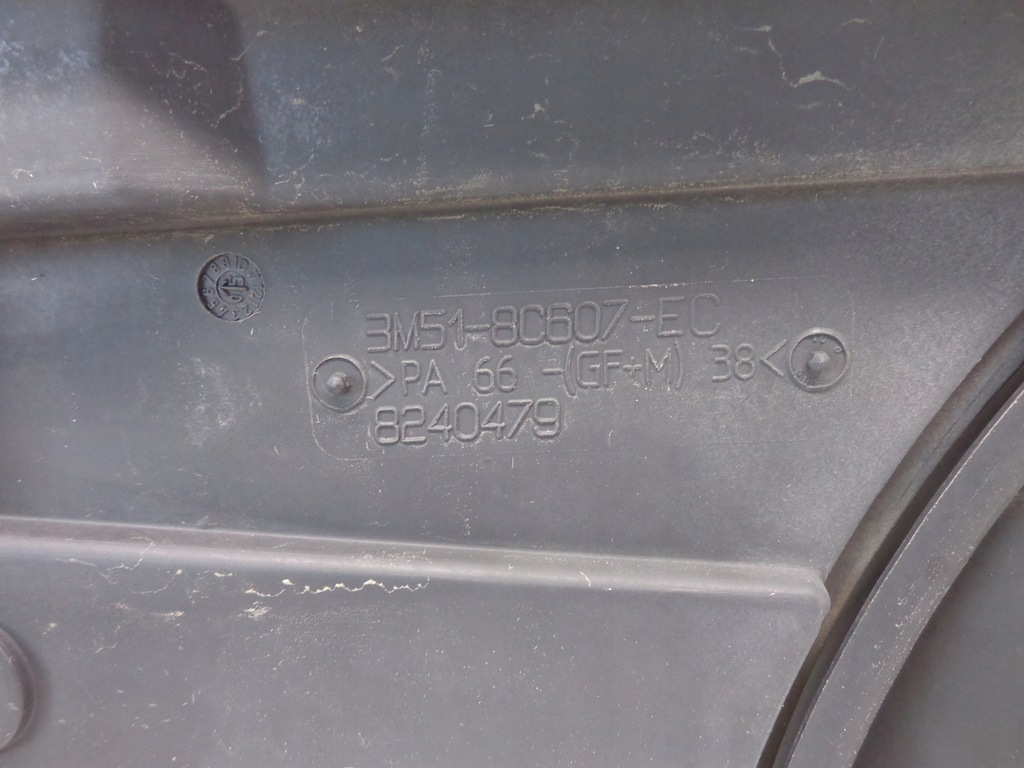 3M51-8C607-EC
>PA 66 -(GF+M) 38<
8240479